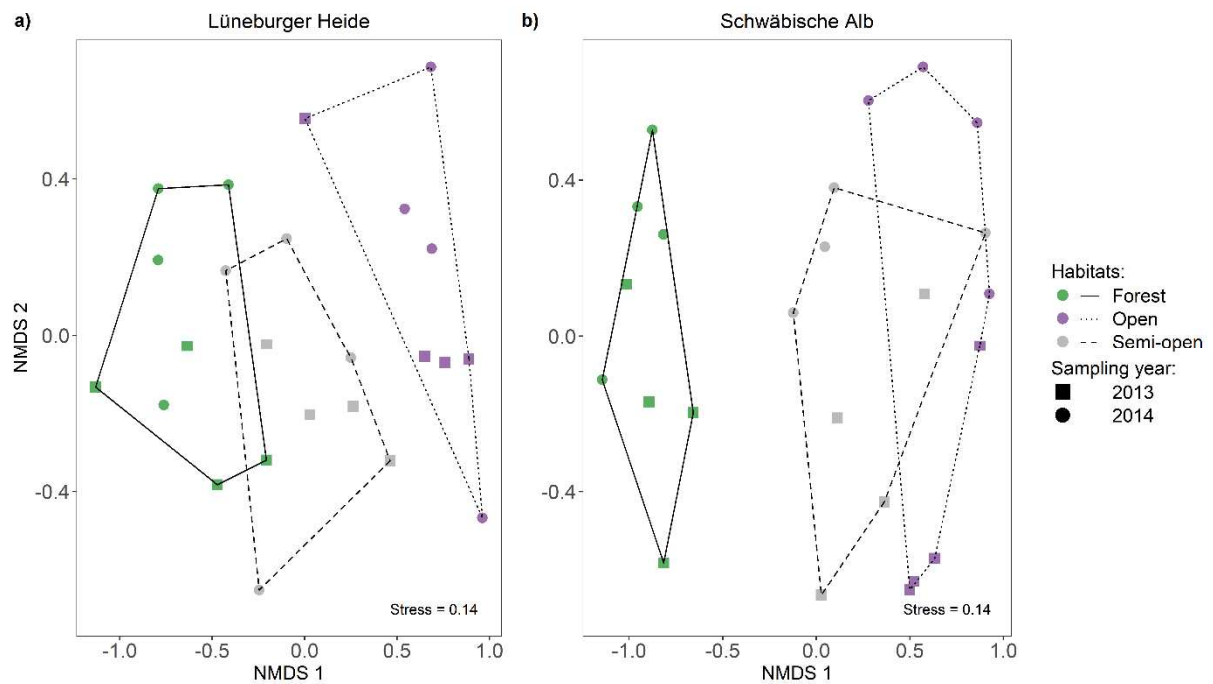 a) Lüneburger Heide
b) Schwäbische Alb
NMDS 2
0.4
0.0
-0.4
-1.0 -0.5 0.0 0.5 1.0
NMDS 1
Stress = 0.14
0.4
0.0
-0.4
-1.0 -0.5 0.0 0.5 1.0
NMDS 1
Stress = 0.14
Habitats:
Forest
Open
Semi-open
Sampling year:
2013
2014